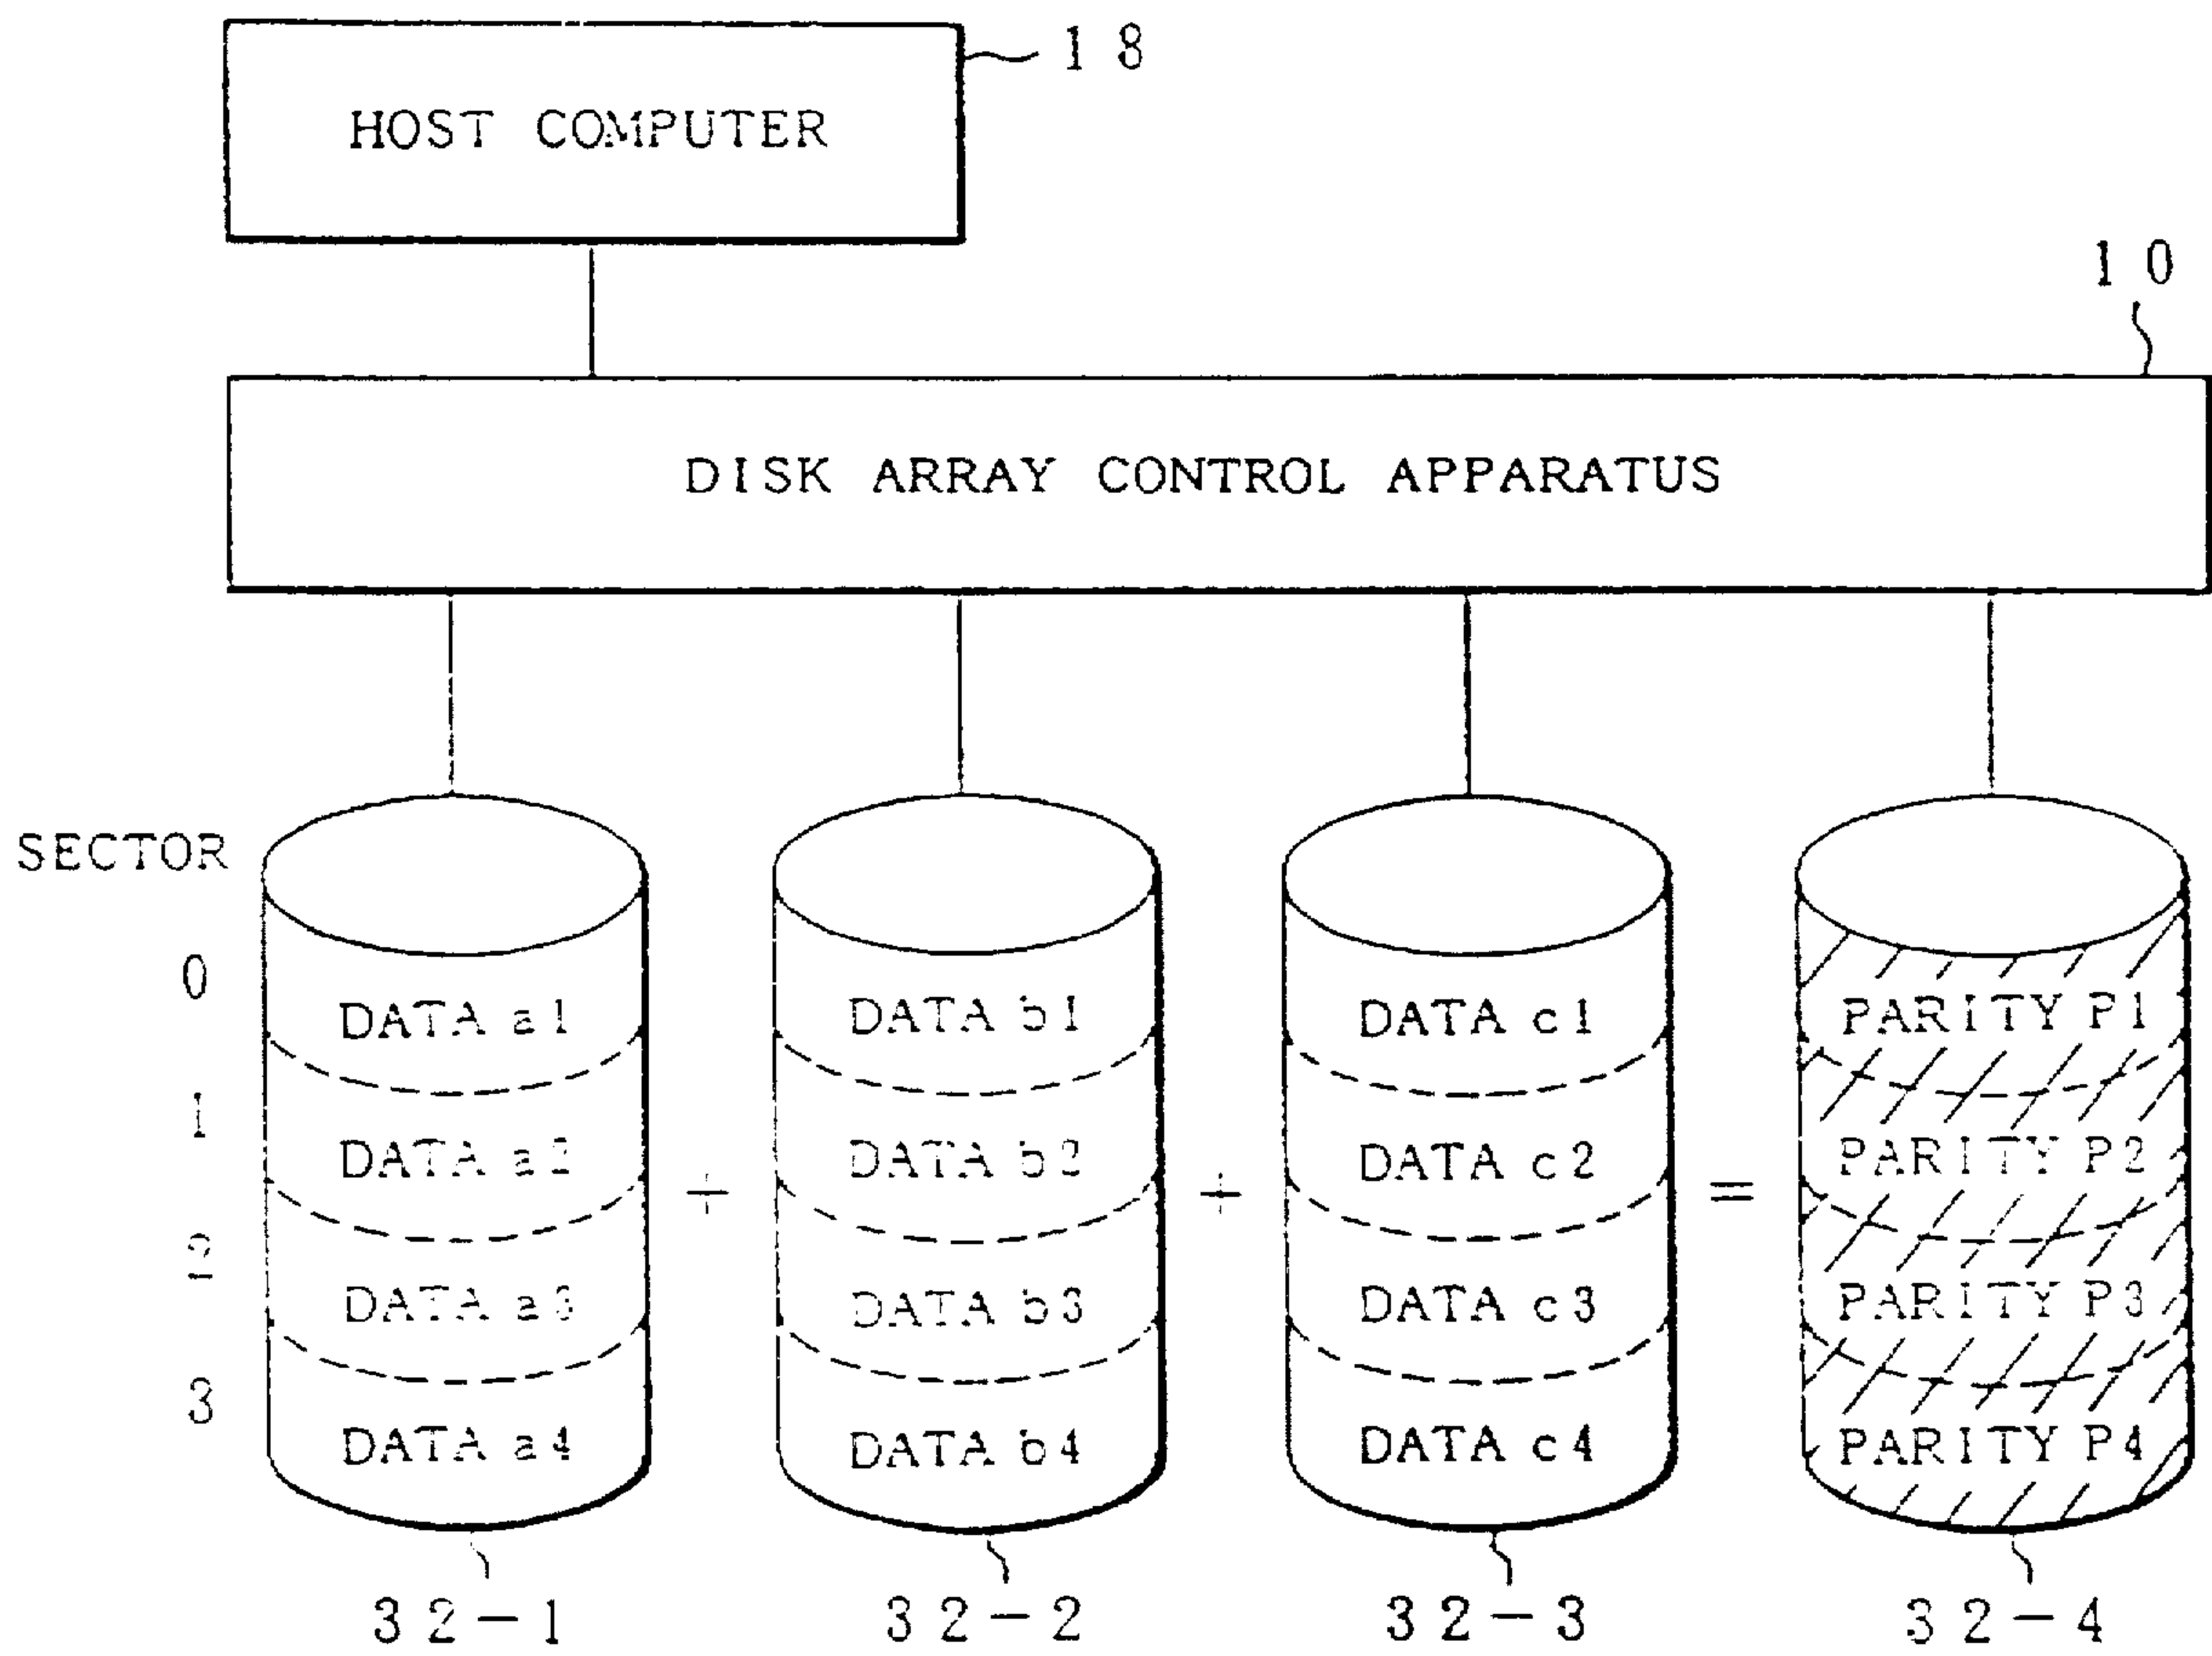 18
HOST COMPUTER
10
DISK ARRAY CONTROL APPARATUS
SECTOR
0
DATA a1
DATA b1
DATA c1
PARITY P1
1
DATA a2
DATA b2
DATA c2
PARITY P2
+
+
=
2
DATA a3
DATA b3
DATA c3
PARITY P3
3
DATA a4
DATA b4
DATA c4
PARITY P4
32-1
32-2
32-3
32-4